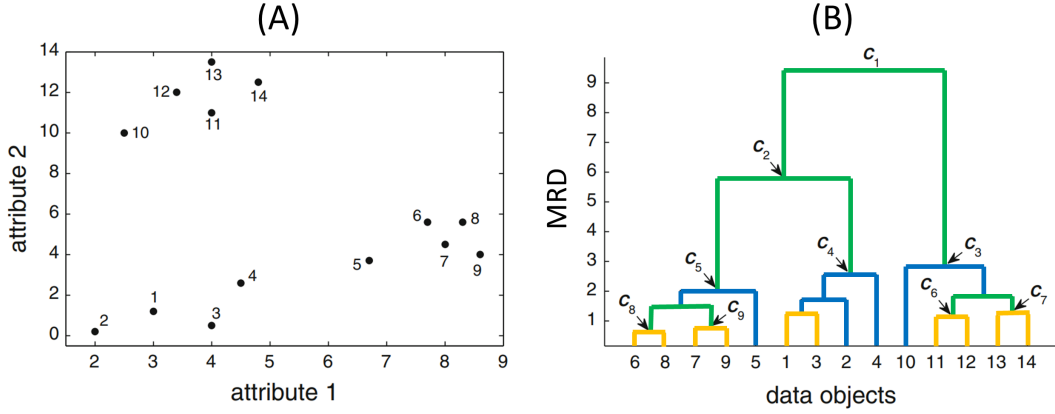 (A)
14
12
10
8
6
4
2
0
attribute 2
13
12
14
11
10
6
8
7
5
9
4
1
2
3
2 3 4 5 6 7 8 9
attribute 1
(B)
9
8
7
6
5
4
3
2
1
MRD
C1
C2
C3
C4
C5
C6
C7
C8
C9
6 8 7 9 5 1 3 2 4 10 11 12 13 14
data objects